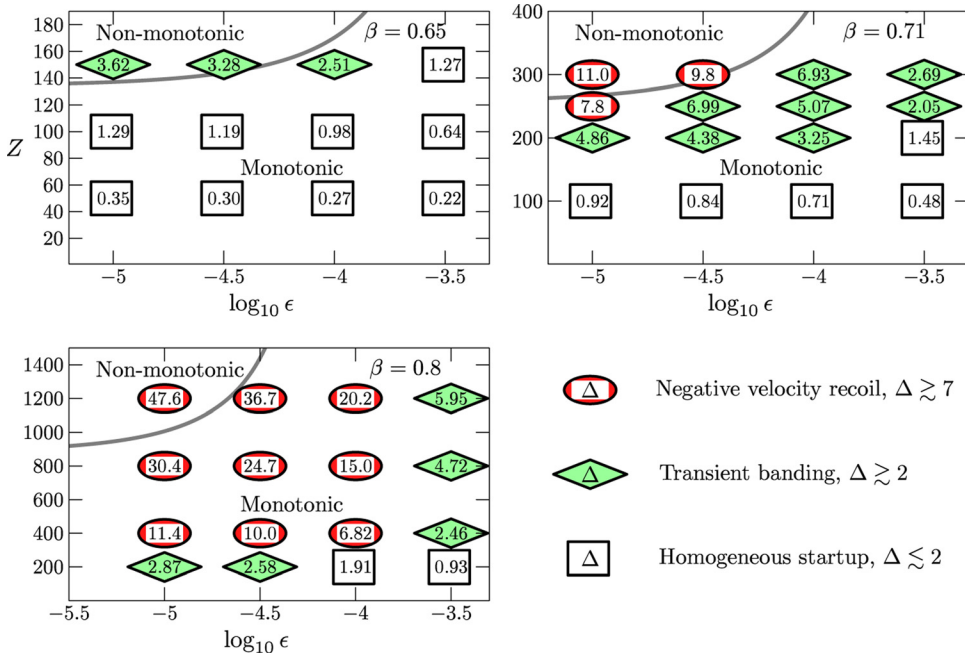 Non-monotonic
β = 0.65
180
160
140
120
100
80
60
40
20
Z
3.62 3.28 2.51 1.27
1.29 1.19 0.98 0.64
Monotonic
0.35 0.30 0.27 0.22
−5 −4.5 −4 −3.5
log₁₀ ϵ
Non-monotonic
β = 0.71
400
300
200
100
11.0 9.8 6.93 2.69
7.8 6.99 5.07 2.05
4.86 4.38 3.25 1.45
Monotonic
0.92 0.84 0.71 0.48
−5 −4.5 −4 −3.5
log₁₀ ϵ
Non-monotonic
β = 0.8
1400
1200
1000
800
600
400
200
47.6 36.7 20.2 5.95
30.4 24.7 15.0 4.72
Monotonic
11.4 10.0 6.82 2.46
2.87 2.58 1.91 0.93
−5.5 −5 −4.5 −4 −3.5
log₁₀ ϵ
Δ Negative velocity recoil, Δ ≳ 7
Δ Transient banding, Δ ≳ 2
Δ Homogeneous startup, Δ ≲ 2